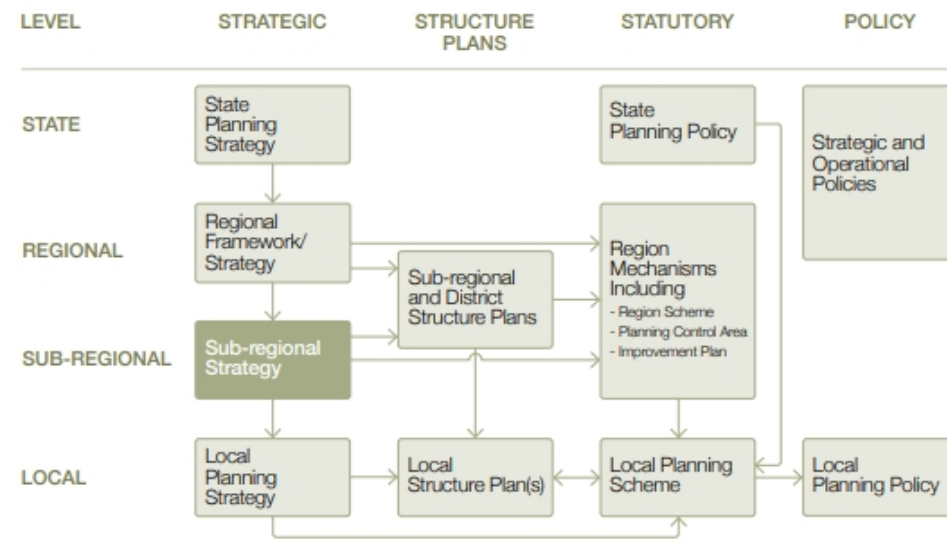 LEVEL
STRATEGIC
STRUCTURE
PLANS
STATUTORY
POLICY
STATE
State
Planning
Strategy
State
Planning Policy
Strategic and
Operational
Policies
REGIONAL
Regional
Framework/
Strategy
Sub-regional
and District
Structure Plans
Region
Mechanisms
Including
- Region Scheme
- Planning Control Area
- Improvement Plan
SUB-REGIONAL
Sub-regional
Strategy
LOCAL
Local
Planning
Strategy
Local
Structure Plan(s)
Local Planning
Scheme
Local
Planning Policy